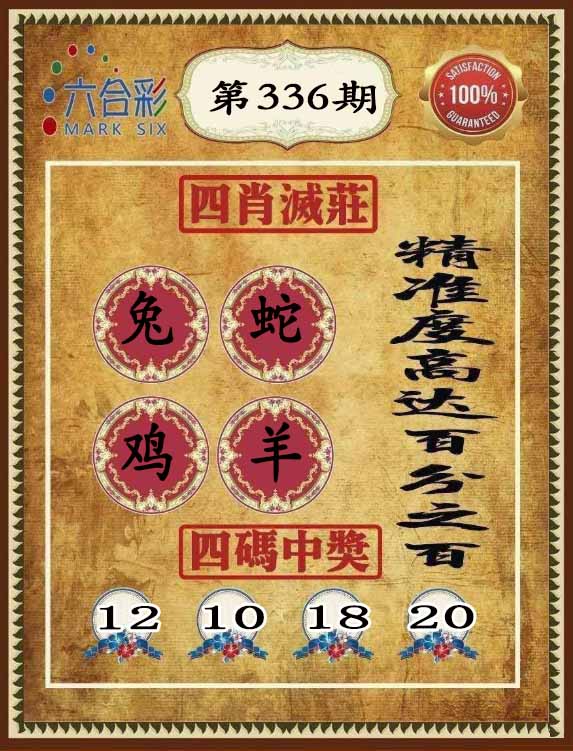 六合彩
MARK SIX
第336期
SATISFACTION
100%
GUARANTEED
四肖滅莊
兔 蛇
鸡 羊
精准度高达百分之百
四碼中獎
12 10 18 20